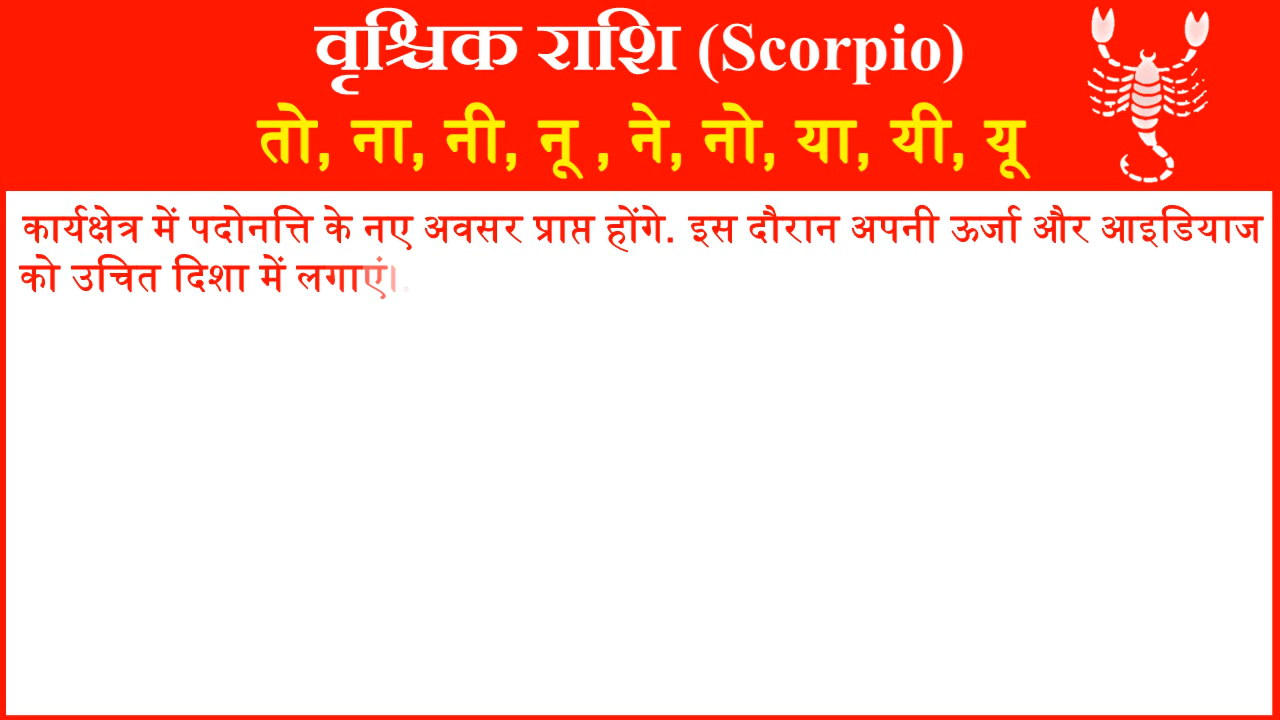 वृश्चिक राशि (Scorpio)
तो, ना, नी, नू , ने, नो, या, यी, यू
कार्यक्षेत्र में पदोनत्ति के नए अवसर प्राप्त होंगे. इस दौरान अपनी ऊर्जा और आइडियाज
को उचित दिशा में लगाएं।.